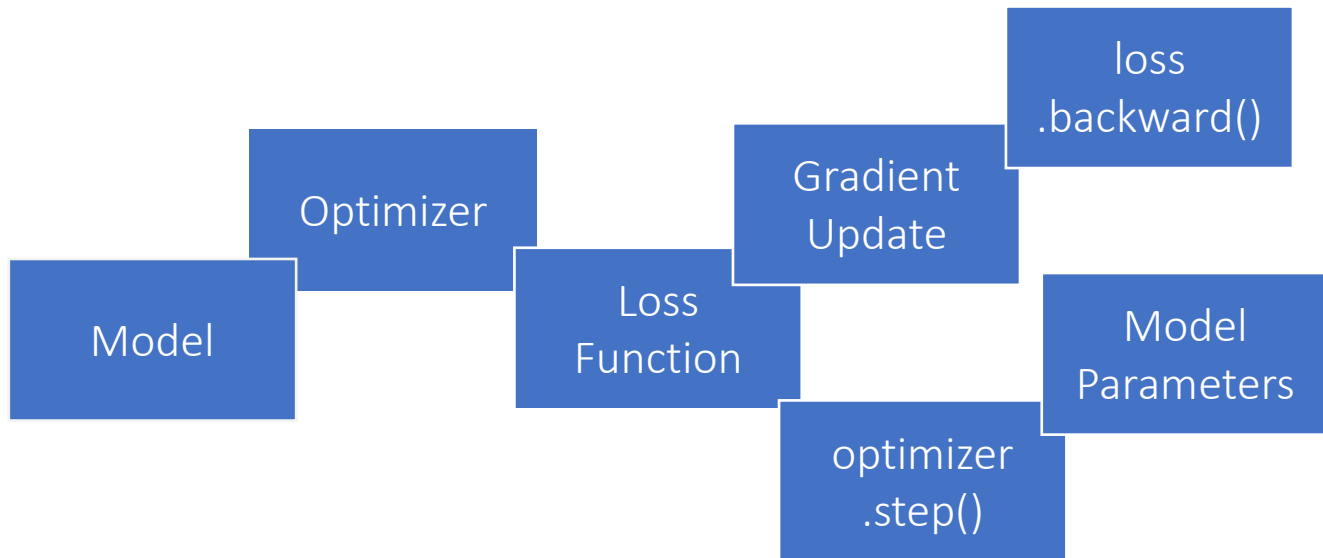 Model
Optimizer
Loss
Function
Gradient
Update
loss
.backward()
optimizer
.step()
Model
Parameters